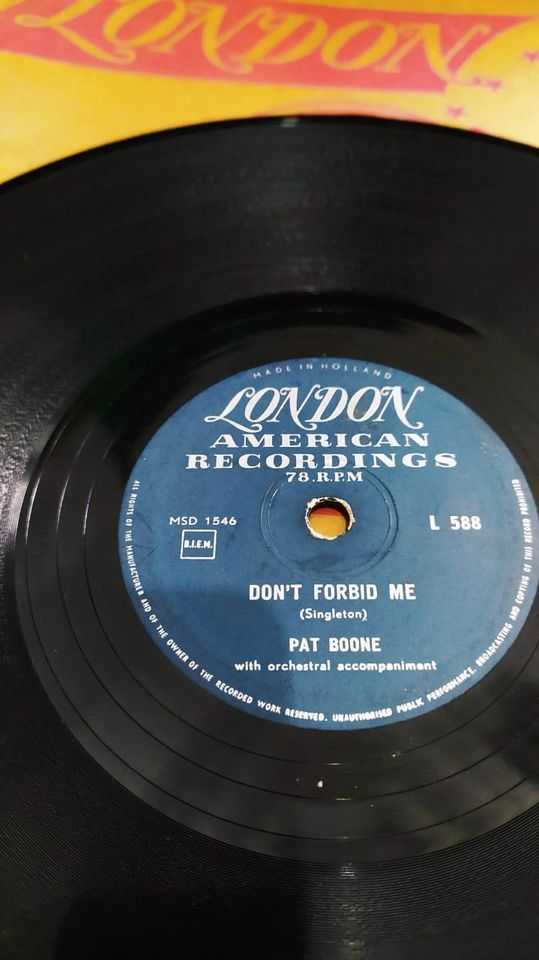 LONDON
MADE IN HOLLAND
LONDON
AMERICAN
RECORDINGS
78.R.P.M
MSD 1546
L 588
B.I.E.M.
DON'T FORBID ME
(Singleton)
PAT BOONE
with orchestral accompaniment
ALL RIGHTS OF THE MANUFACTURER AND OF THE OWNER OF THE RECORDED WORK RESERVED. UNAUTHORISED PUBLIC PERFORMANCE, BROADCASTING AND COPYING OF THIS RECORD PROHIBITED